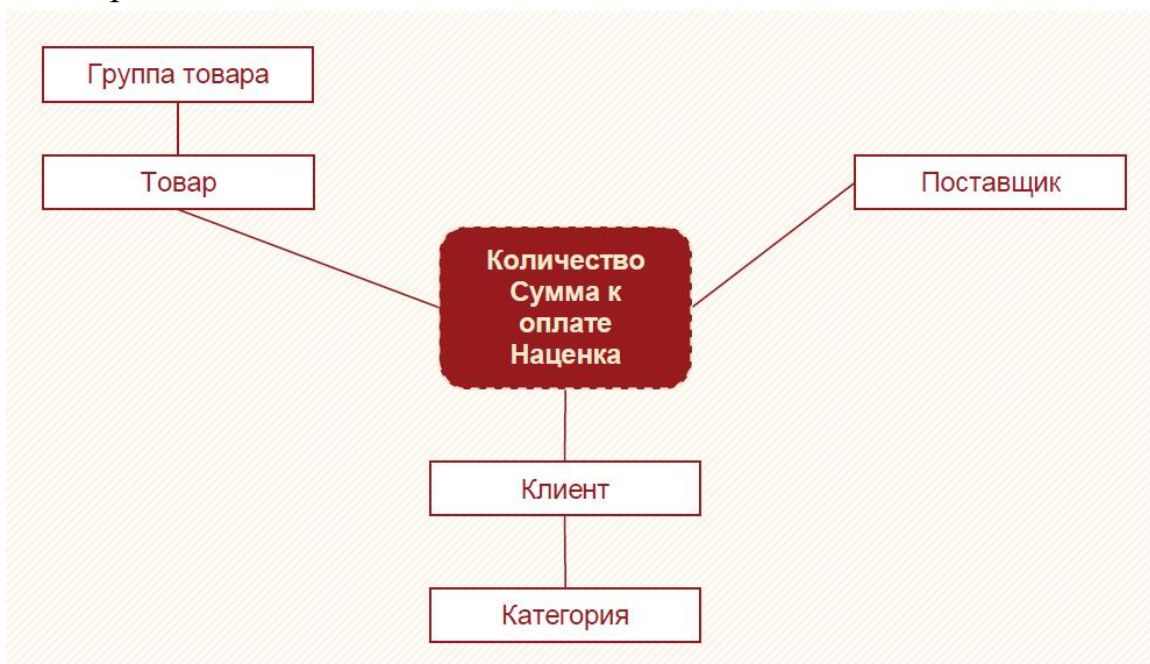 Группа товара
Товар
Поставщик
Количество
Сумма к
оплате
Наценка
Клиент
Категория